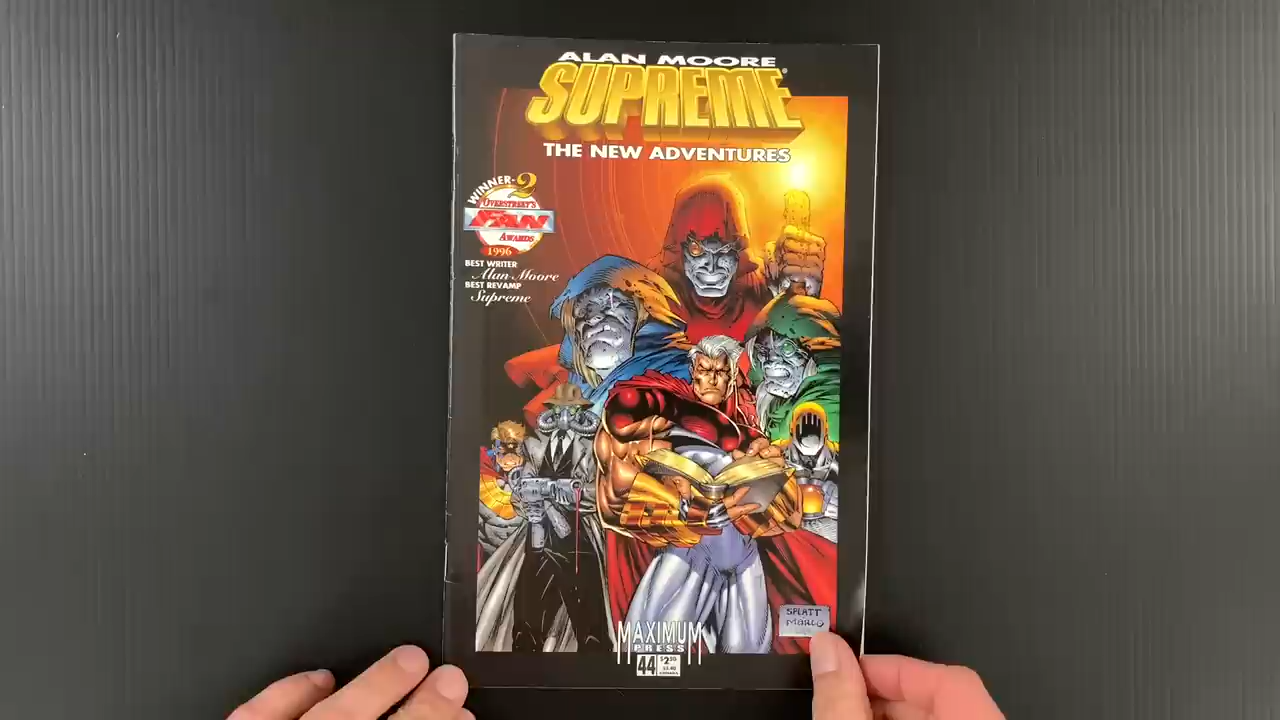 ALAN MOORE
SUPREME®
THE NEW ADVENTURES
WINNER-2
OVERSTREET'S
FAN
AWARDS
1996
BEST WRITER
Alan Moore
BEST REVAMP
Supreme
SPLATT
MAXIMUM
PRESS
44
$2.50